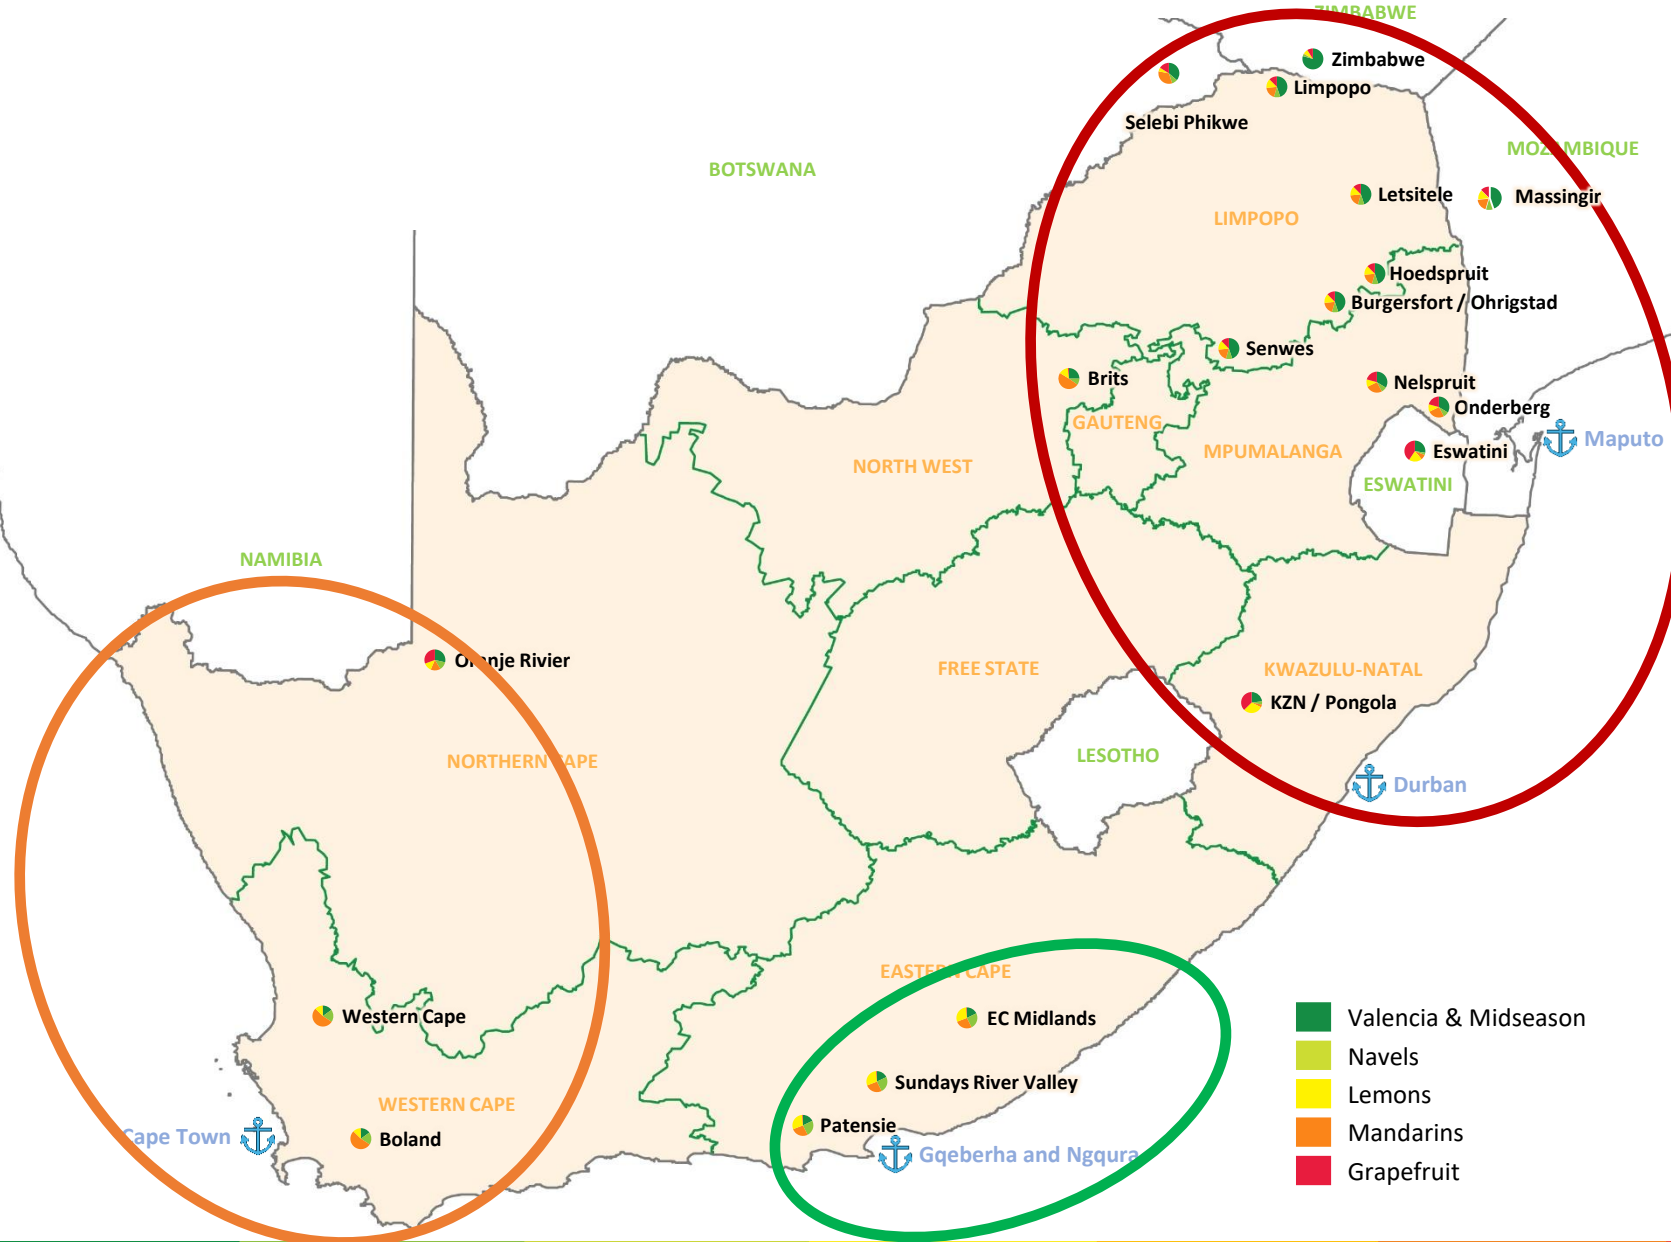 ZIMBABWE
Zimbabwe
Limpopo
Selebi Phikwe
MOZAMBIQUE
BOTSWANA
Letsitele
Massingir
LIMPOPO
Hoedspruit
Burgersfort / Ohrigstad
Senwes
Brits
Nelspruit
Onderberg
GAUTENG
Maputo
MPUMALANGA
Eswatini
NORTH WEST
ESWATINI
NAMIBIA
Oranje Rivier
FREE STATE
KWAZULU-NATAL
KZN / Pongola
LESOTHO
NORTHERN CAPE
Durban
EASTERN CAPE
Western Cape
EC Midlands
Valencia & Midseason
Navels
Sundays River Valley
Lemons
WESTERN CAPE
Patensie
Mandarins
Cape Town
Boland
Gqeberha and Ngqura
Grapefruit